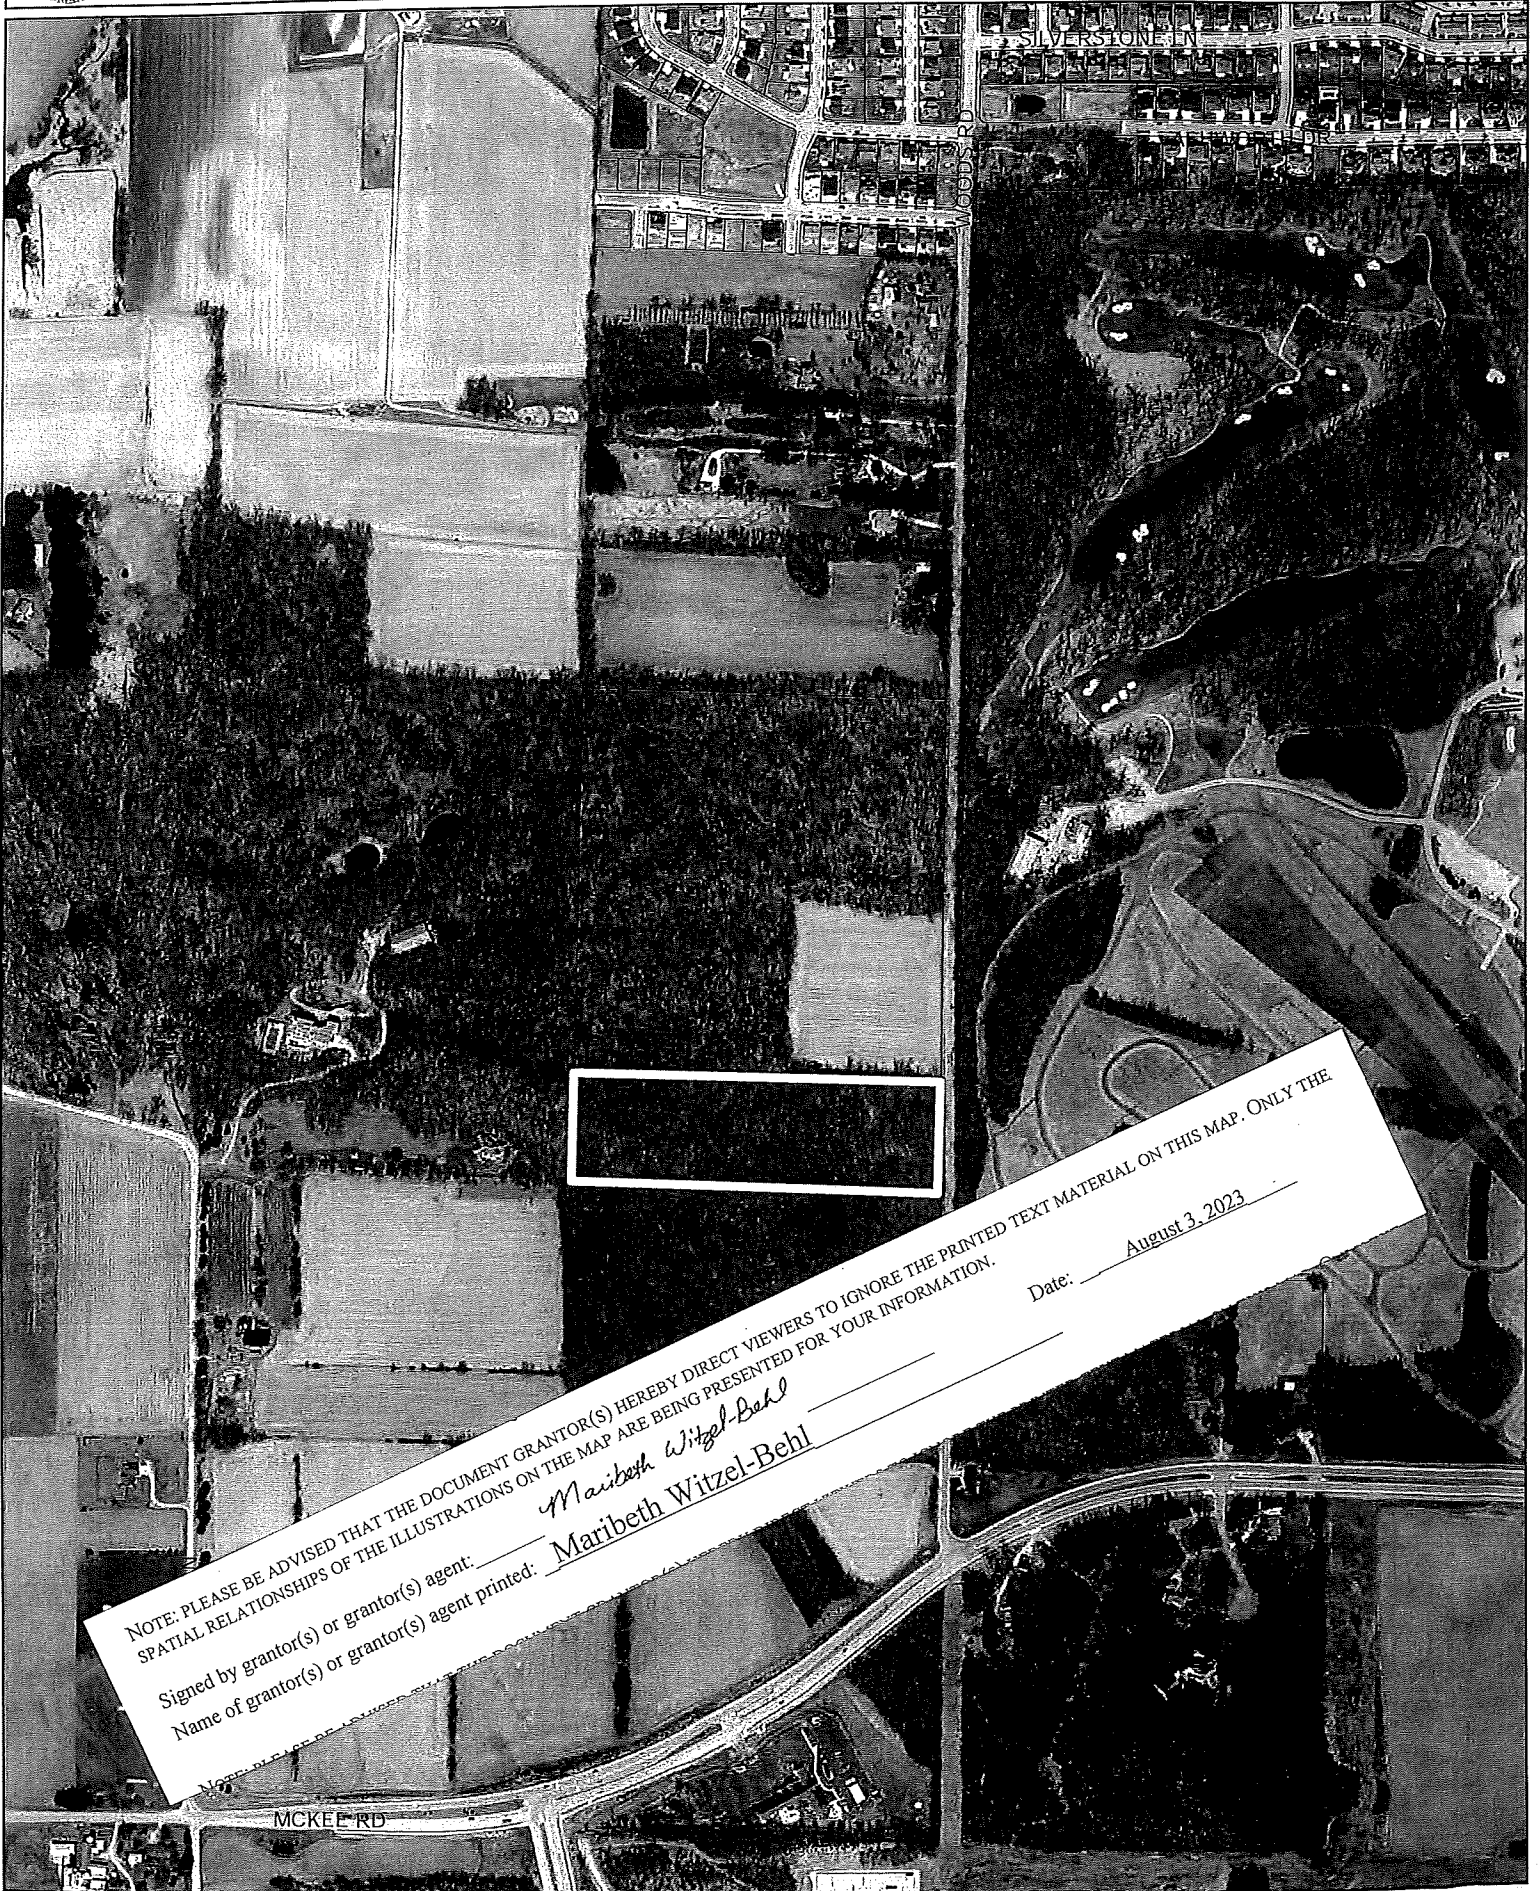 SILVERSTONE LN
ASHWORTH DR
NOTE: PLEASE BE ADVISED THAT THE DOCUMENT GRANTOR(S) HEREBY DIRECT VIEWERS TO IGNORE THE PRINTED TEXT MATERIAL ON THIS MAP. ONLY THE
SPATIAL RELATIONSHIPS OF THE ILLUSTRATIONS ON THE MAP ARE BEING PRESENTED FOR YOUR INFORMATION.
Signed by grantor(s) or grantor(s) agent: Maribeth Witzel-Behl
Date: August 3, 2023
Name of grantor(s) or grantor(s) agent printed: Maribeth Witzel-Behl
MCKEE RD